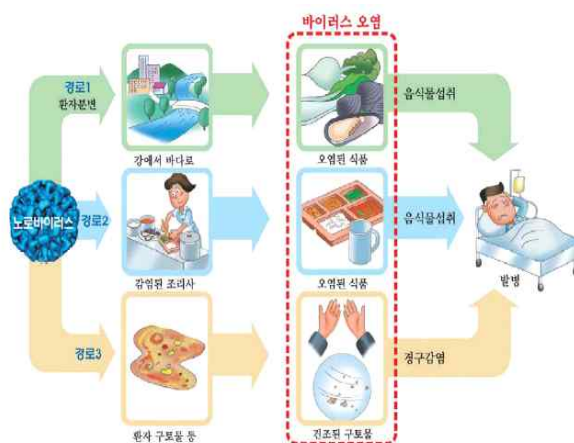 바이러스 오염
경로1
환자분변
강에서 바다로
오염된 식품
음식물섭취
노로바이러스
경로2
감염된 조리사
오염된 식품
음식물섭취
발병
경로3
환자 구토물 등
건조된 구토물
경구감염